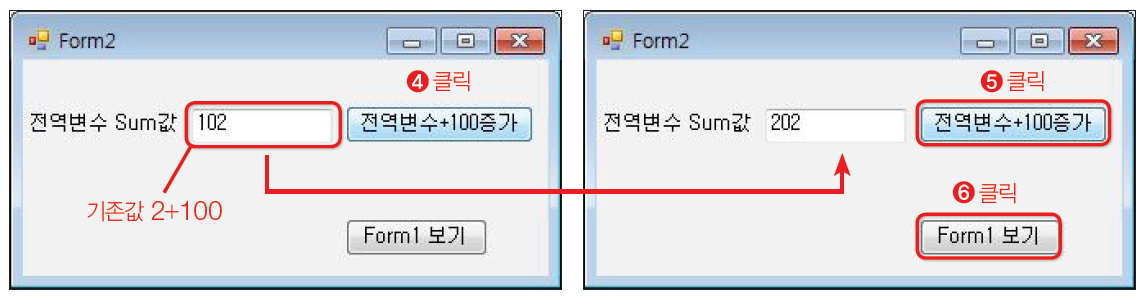 Form2
❹ 클릭
전역변수 Sum값 102 전역변수+100증가
기존값 2+100
Form1 보기
Form2
❺ 클릭
전역변수 Sum값 202 전역변수+100증가
❻ 클릭
Form1 보기